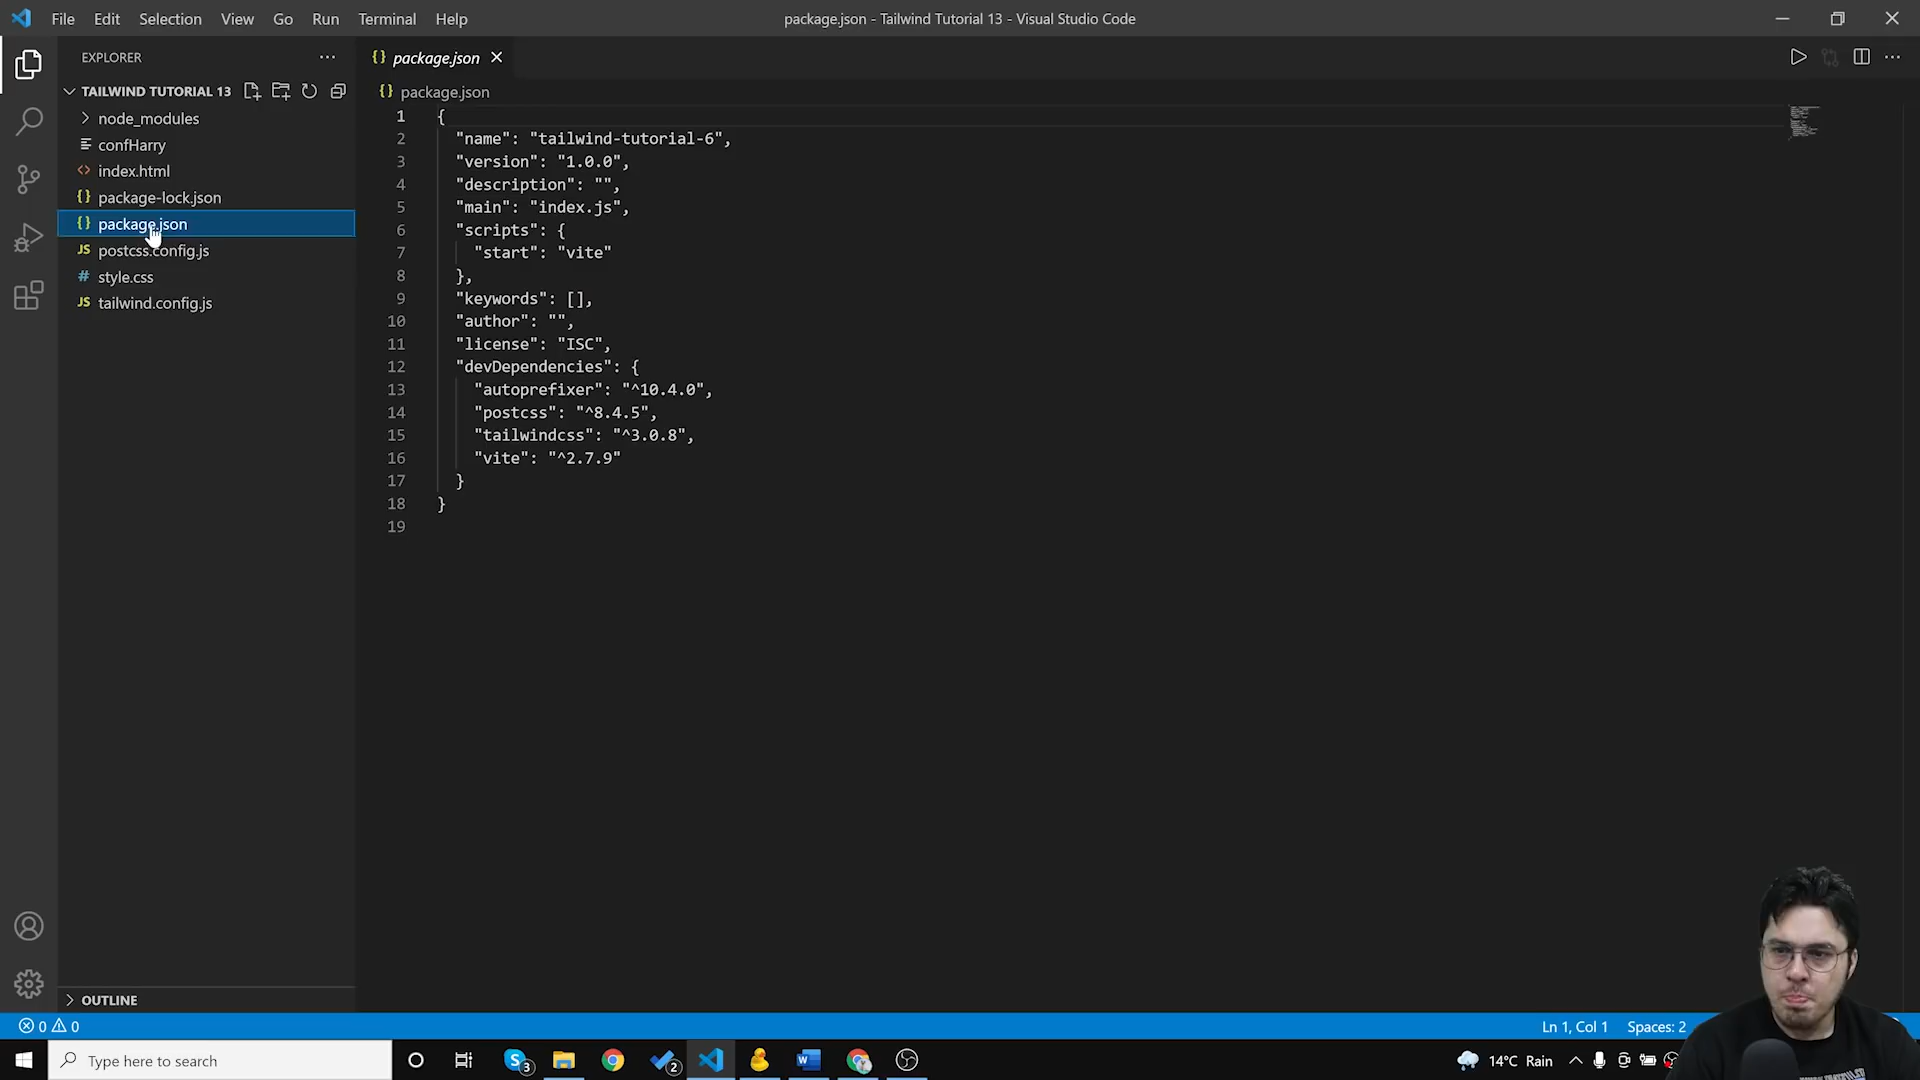 File Edit Selection View Go Run Terminal Help
package.json - Tailwind Tutorial 13 - Visual Studio Code
EXPLORER
TAILWIND TUTORIAL 13
node_modules
confHarry
index.html
package-lock.json
package.json
postcss.config.js
style.css
tailwind.config.js
OUTLINE
package.json
package.json
1 {
2 "name": "tailwind-tutorial-6",
3 "version": "1.0.0",
4 "description": "",
5 "main": "index.js",
6 "scripts": {
7 "start": "vite"
8 },
9 "keywords": [],
10 "author": "",
11 "license": "ISC",
12 "devDependencies": {
13 "autoprefixer": "^10.4.0",
14 "postcss": "^8.4.5",
15 "tailwindcss": "^3.0.8",
16 "vite": "^2.7.9"
17 }
18 }
19
0 0
Ln 1, Col 1 Spaces: 2
Type here to search
3
2
14°C Rain